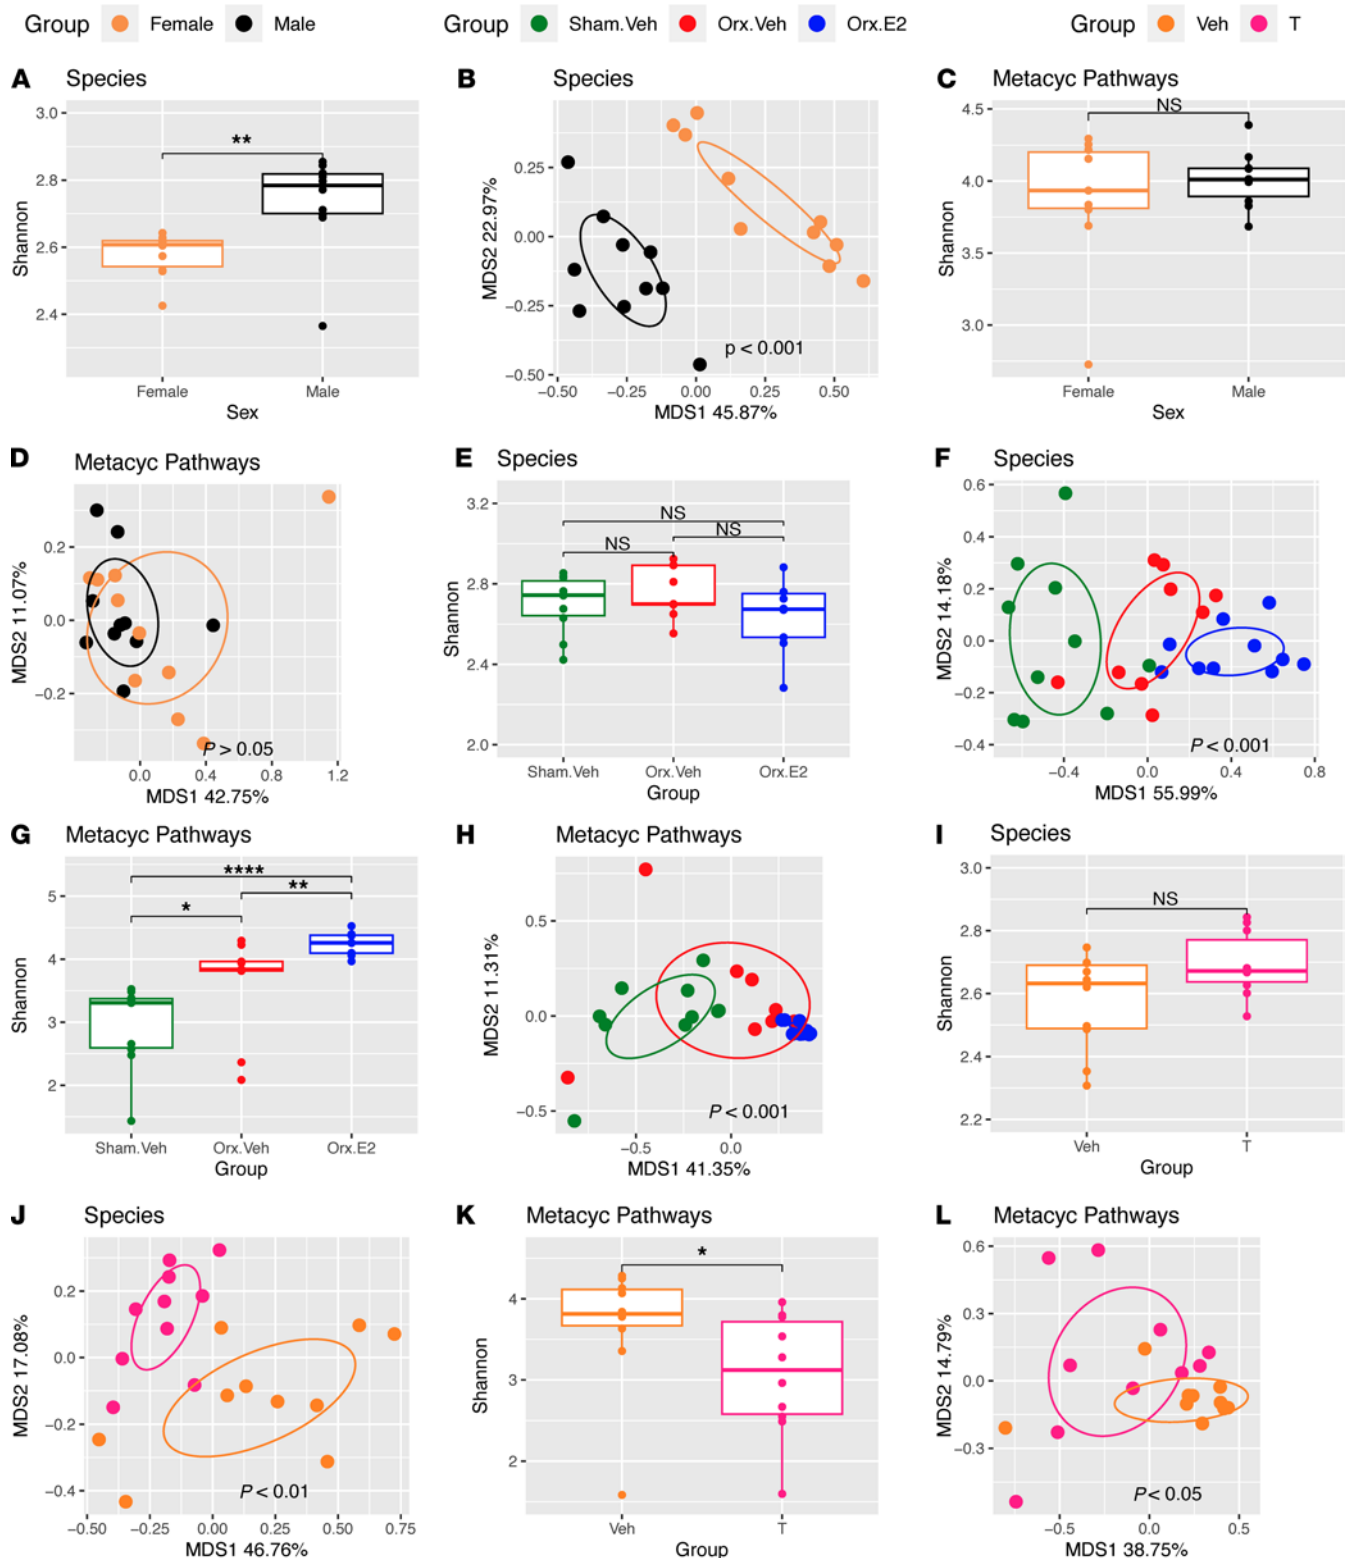 Group Female Male
Group Sham.Veh Orx.Veh Orx.E2
Group Veh T
A Species
3.0
2.8
2.6
2.4
Shannon
**
Female Male
Sex
B Species
0.25
0.00
−0.25
−0.50
MDS2 22.97%
p < 0.001
−0.50 −0.25 0.00 0.25 0.50
MDS1 45.87%
C Metacyc Pathways
4.5
4.0
3.5
3.0
Shannon
NS
Female Male
Sex
D Metacyc Pathways
0.2
0.0
−0.2
MDS2 11.07%
P > 0.05
0.0 0.4 0.8 1.2
MDS1 42.75%
E Species
3.2
2.8
2.4
2.0
Shannon
NS
NS
NS
Sham.Veh Orx.Veh Orx.E2
Group
F Species
0.6
0.4
0.2
0.0
−0.2
−0.4
MDS2 14.18%
P < 0.001
−0.4 0.0 0.4 0.8
MDS1 55.99%
G Metacyc Pathways
5
4
3
2
Shannon
****
**
*
Sham.Veh Orx.Veh Orx.E2
Group
H Metacyc Pathways
0.5
0.0
−0.5
MDS2 11.31%
P < 0.001
−0.5 0.0
MDS1 41.35%
I Species
3.0
2.8
2.6
2.4
2.2
Shannon
NS
Veh T
Group
J Species
0.2
0.0
−0.2
−0.4
MDS2 17.08%
P < 0.01
−0.50 −0.25 0.00 0.25 0.50 0.75
MDS1 46.76%
K Metacyc Pathways
4
3
2
Shannon
*
Veh T
Group
L Metacyc Pathways
0.6
0.3
0.0
−0.3
MDS2 14.79%
P < 0.05
−0.5 0.0 0.5
MDS1 38.75%